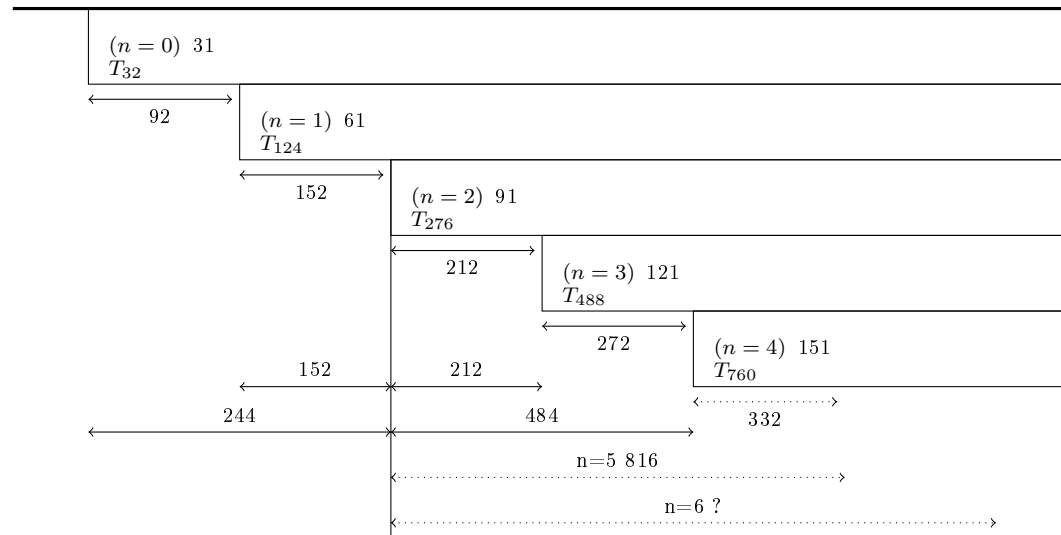 (n = 0) 31
T₃₂
92
(n = 1) 61
T₁₂₄
152
(n = 2) 91
T₂₇₆
212
(n = 3) 121
T₄₈₈
272
(n = 4) 151
T₇₆₀
152 212
332
244 484
n=5 816
n=6 ?